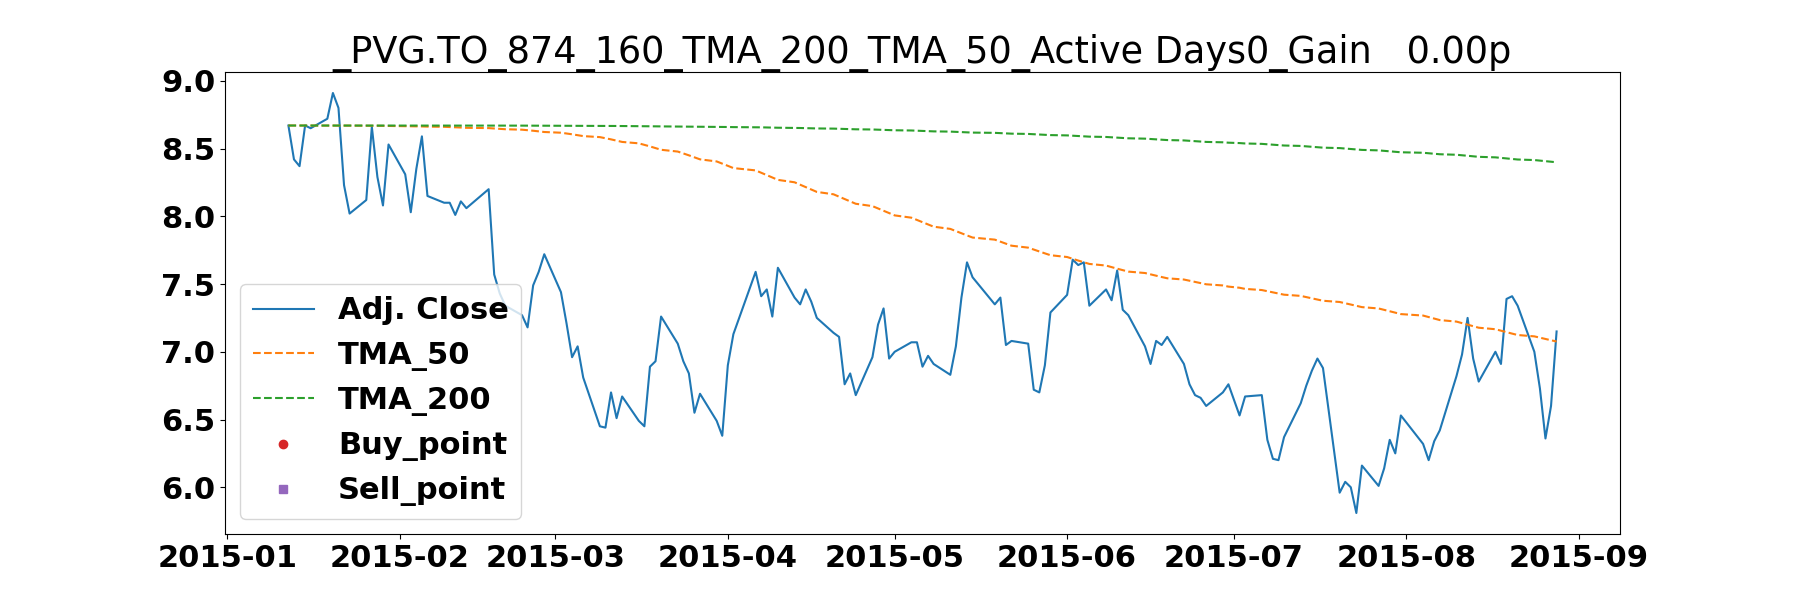 _PVG.TO_874_160_TMA_200_TMA_50_Active Days0_Gain   0.00p
9.0
8.5
8.0
7.5
7.0
6.5
6.0
Adj. Close
TMA_50
TMA_200
Buy_point
Sell_point
2015-01 2015-02 2015-03 2015-04 2015-05 2015-06 2015-07 2015-08 2015-09